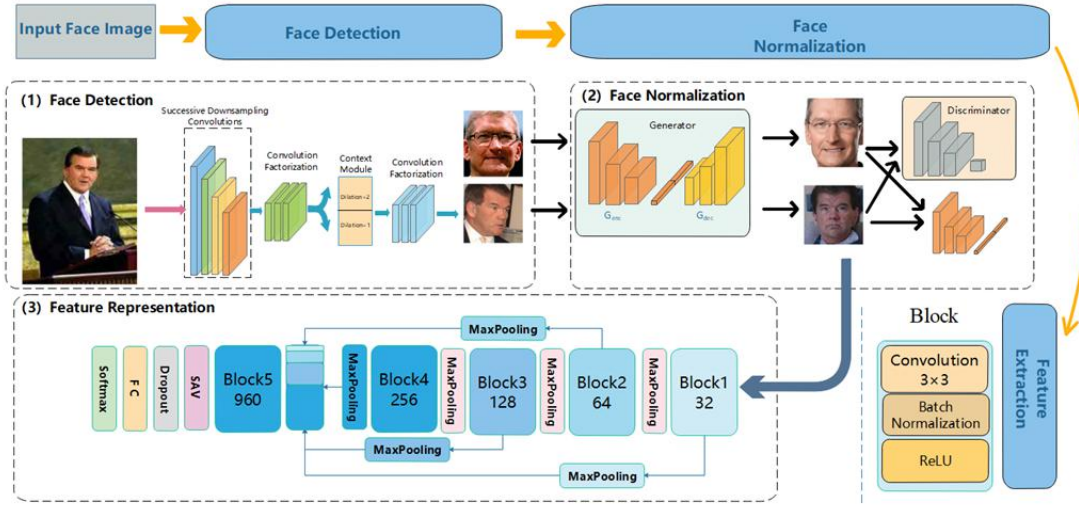 Input Face Image
Face Detection
Face
Normalization
(1) Face Detection
Successive Downsampling
Convolutions
Convolution
Factorization
Context
Module
Dilation=2
Dilation=1
Convolution
Factorization
(2) Face Normalization
Generator
Genc
Gdec
Discriminator
(3) Feature Representation
MaxPooling
Softmax
F C
Dropout
SAV
Block5
960
MaxPooling
Block4
256
MaxPooling
Block3
128
MaxPooling
Block2
64
MaxPooling
Block1
32
MaxPooling
MaxPooling
Block
Convolution
3×3
Batch
Normalization
ReLU
Feature
Extraction